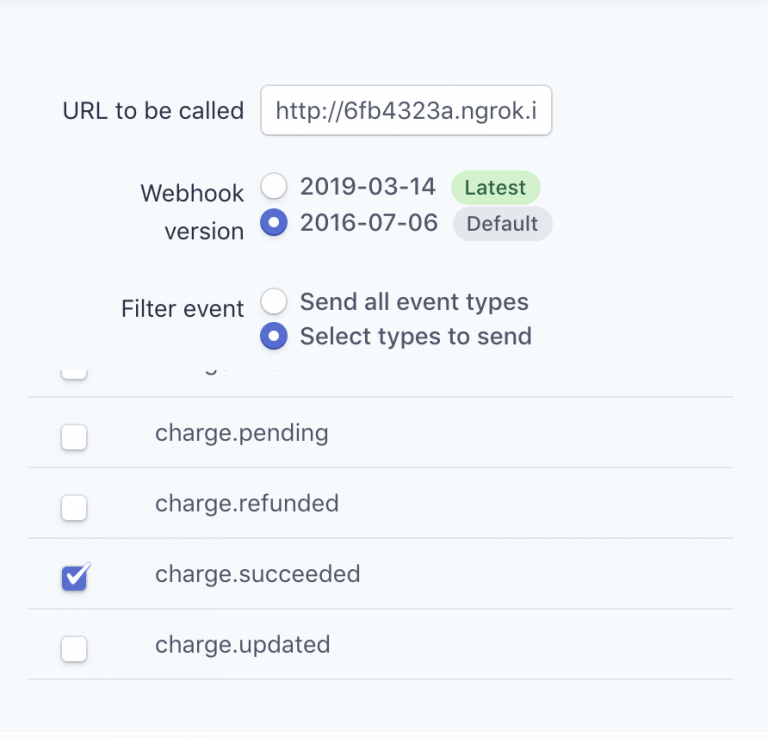 URL to be called http://6fb4323a.ngrok.i
Webhook version
2019-03-14 Latest
2016-07-06 Default
Filter event
Send all event types
Select types to send
charge.pending
charge.refunded
charge.succeeded
charge.updated